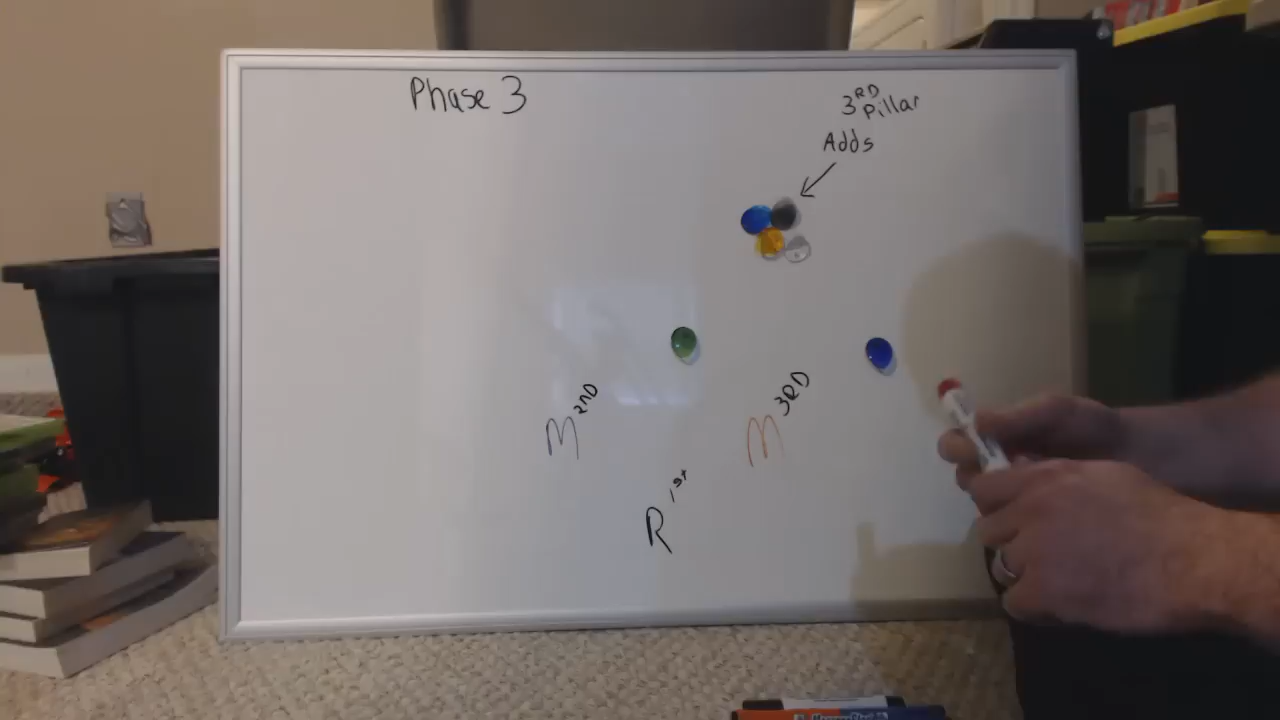 Phase 3
3RD Pillar
Adds
M 2ND
M 3RD
R 1st